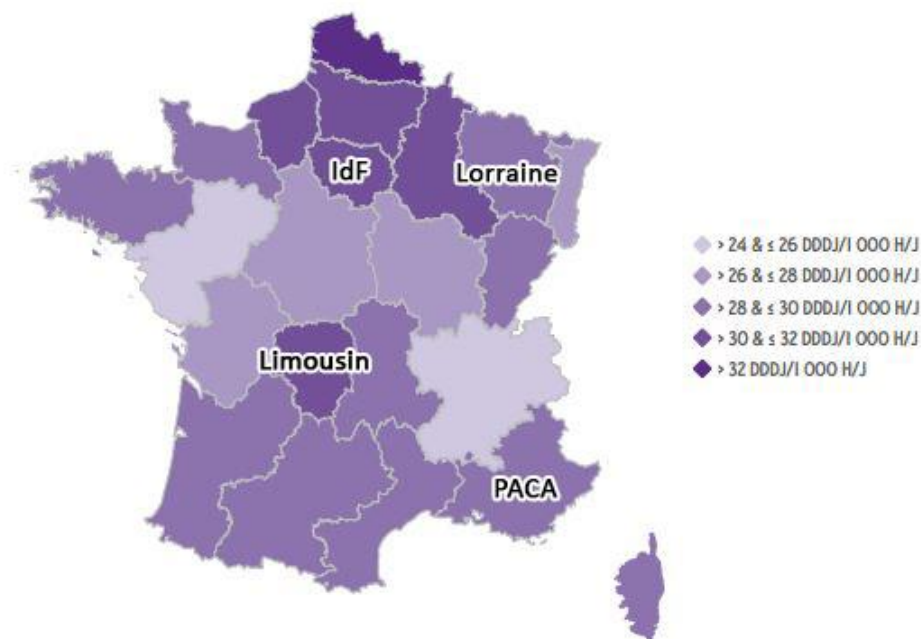 IdF
Lorraine
> 24 & ≤ 26 DDDJ/1 000 H/J
> 26 & ≤ 28 DDDJ/1 000 H/J
> 28 & ≤ 30 DDDJ/1 000 H/J
> 30 & ≤ 32 DDDJ/1 000 H/J
> 32 DDDJ/1 000 H/J
Limousin
PACA